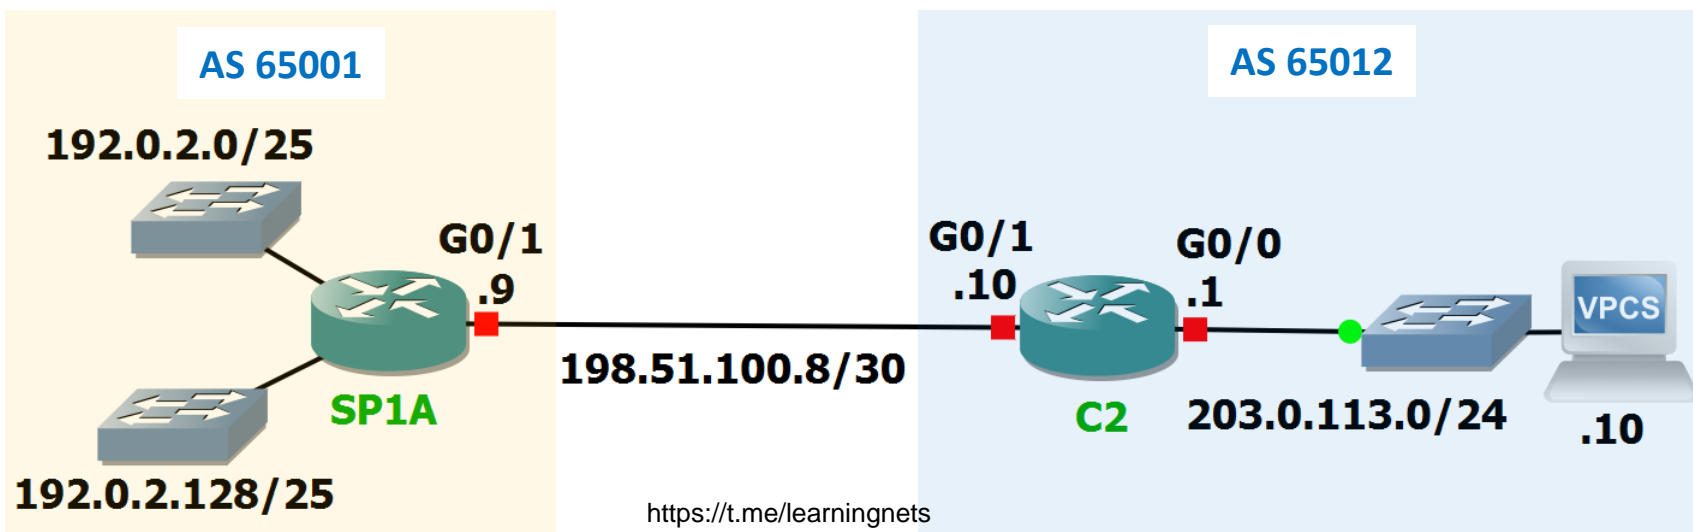 AS 65001
AS 65012
192.0.2.0/25
G0/1
.9
G0/1
.10
G0/0
.1
VPCS
198.51.100.8/30
SP1A
C2
203.0.113.0/24
.10
192.0.2.128/25
https://t.me/learningnets